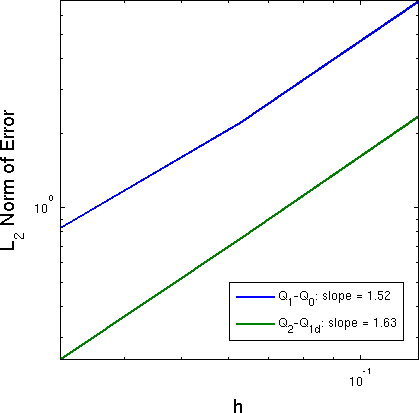 L2 Norm of Error
10^0
Q1-Q0: slope = 1.52
Q2-Q1d: slope = 1.63
10^-1
h